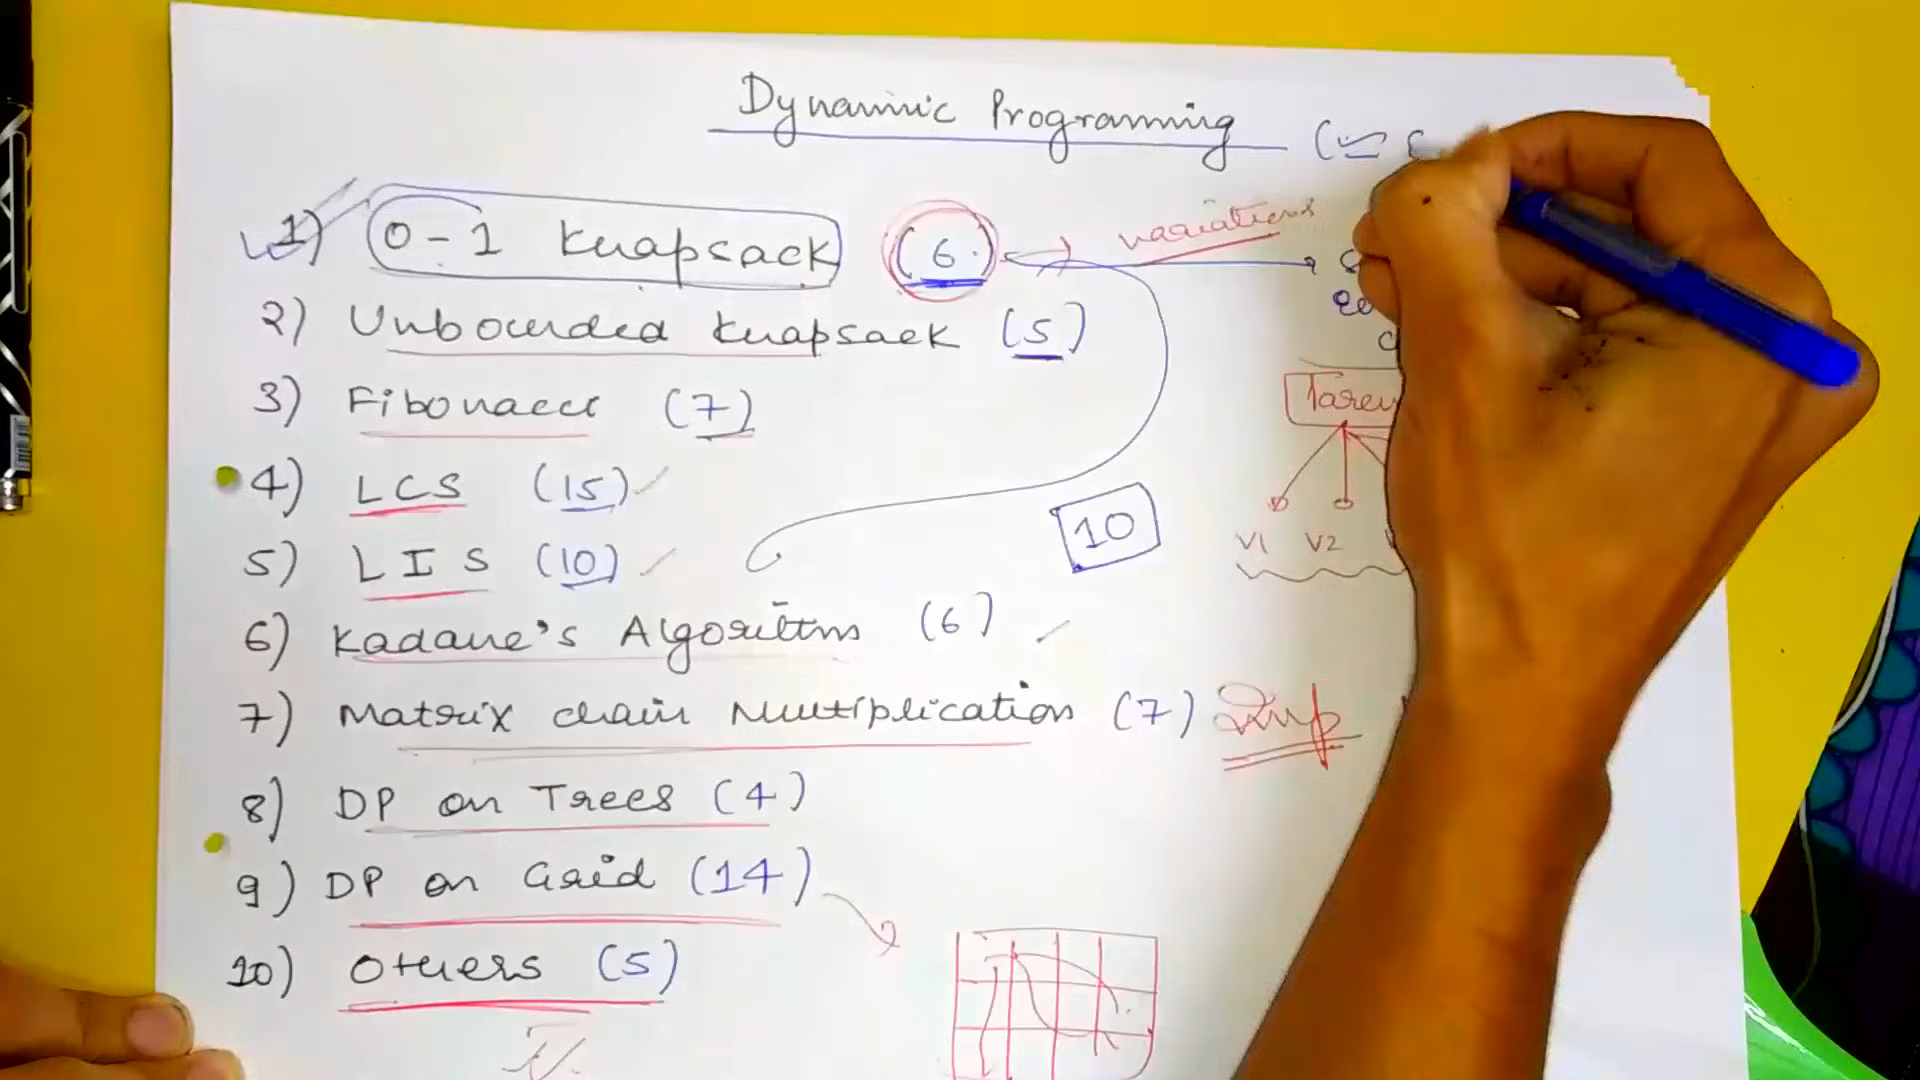 Dynamic Programming
1) 0-1 Knapsack (6) variations
2) Unbounded Knapsack (5)
3) Fibonacci (7)
4) LCS (15)
5) LIS (10)
10
V1 V2
6) Kadane's Algorithm (6)
7) Matrix chain Multiplication (7) Imp
8) DP on Trees (4)
9) DP on Grid (14)
10) Others (5)